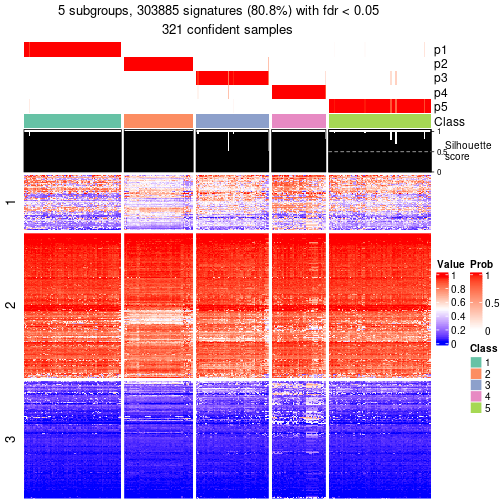 5 subgroups, 303885 signatures (80.8%) with fdr < 0.05
321 confident samples
p1
p2
p3
p4
p5
Class
1
0.5
0
Silhouette
score
1
2
3
Value
1
0.8
0.6
0.4
0.2
0
Prob
1
0.5
0
Class
1
2
3
4
5